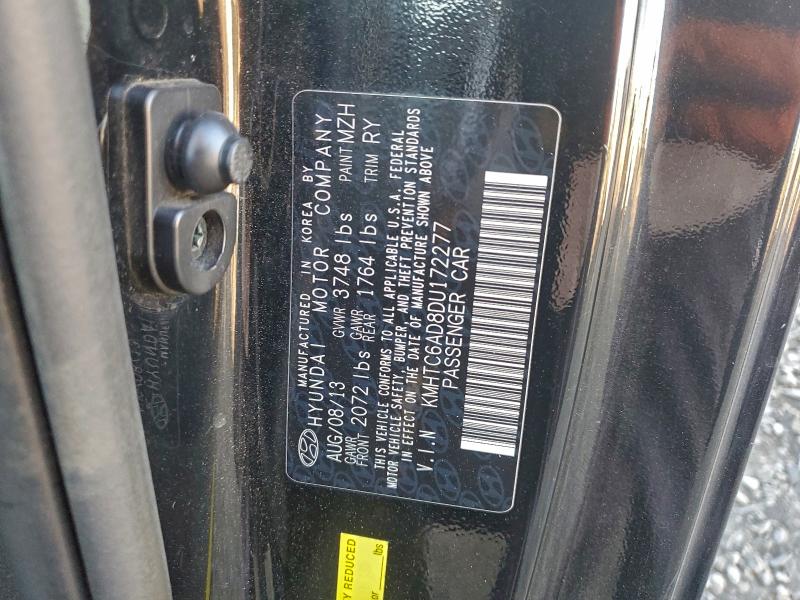 MANUFACTURED IN KOREA BY
HYUNDAI MOTOR COMPANY
AUG/08/13 GVWR 3748 lbs PAINT MZH
GAWR FRONT 2072 lbs GAWR REAR 1764 lbs TRIM RY
THIS VEHICLE CONFORMS TO ALL APPLICABLE U.S.A. FEDERAL
MOTOR VEHICLE SAFETY, BUMPER, AND THEFT PREVENTION STANDARDS
IN EFFECT ON THE DATE OF MANUFACTURE SHOWN ABOVE
V.I.N KMHTC6AD8DU172277
PASSENGER CAR
Y REDUCED
or lbs